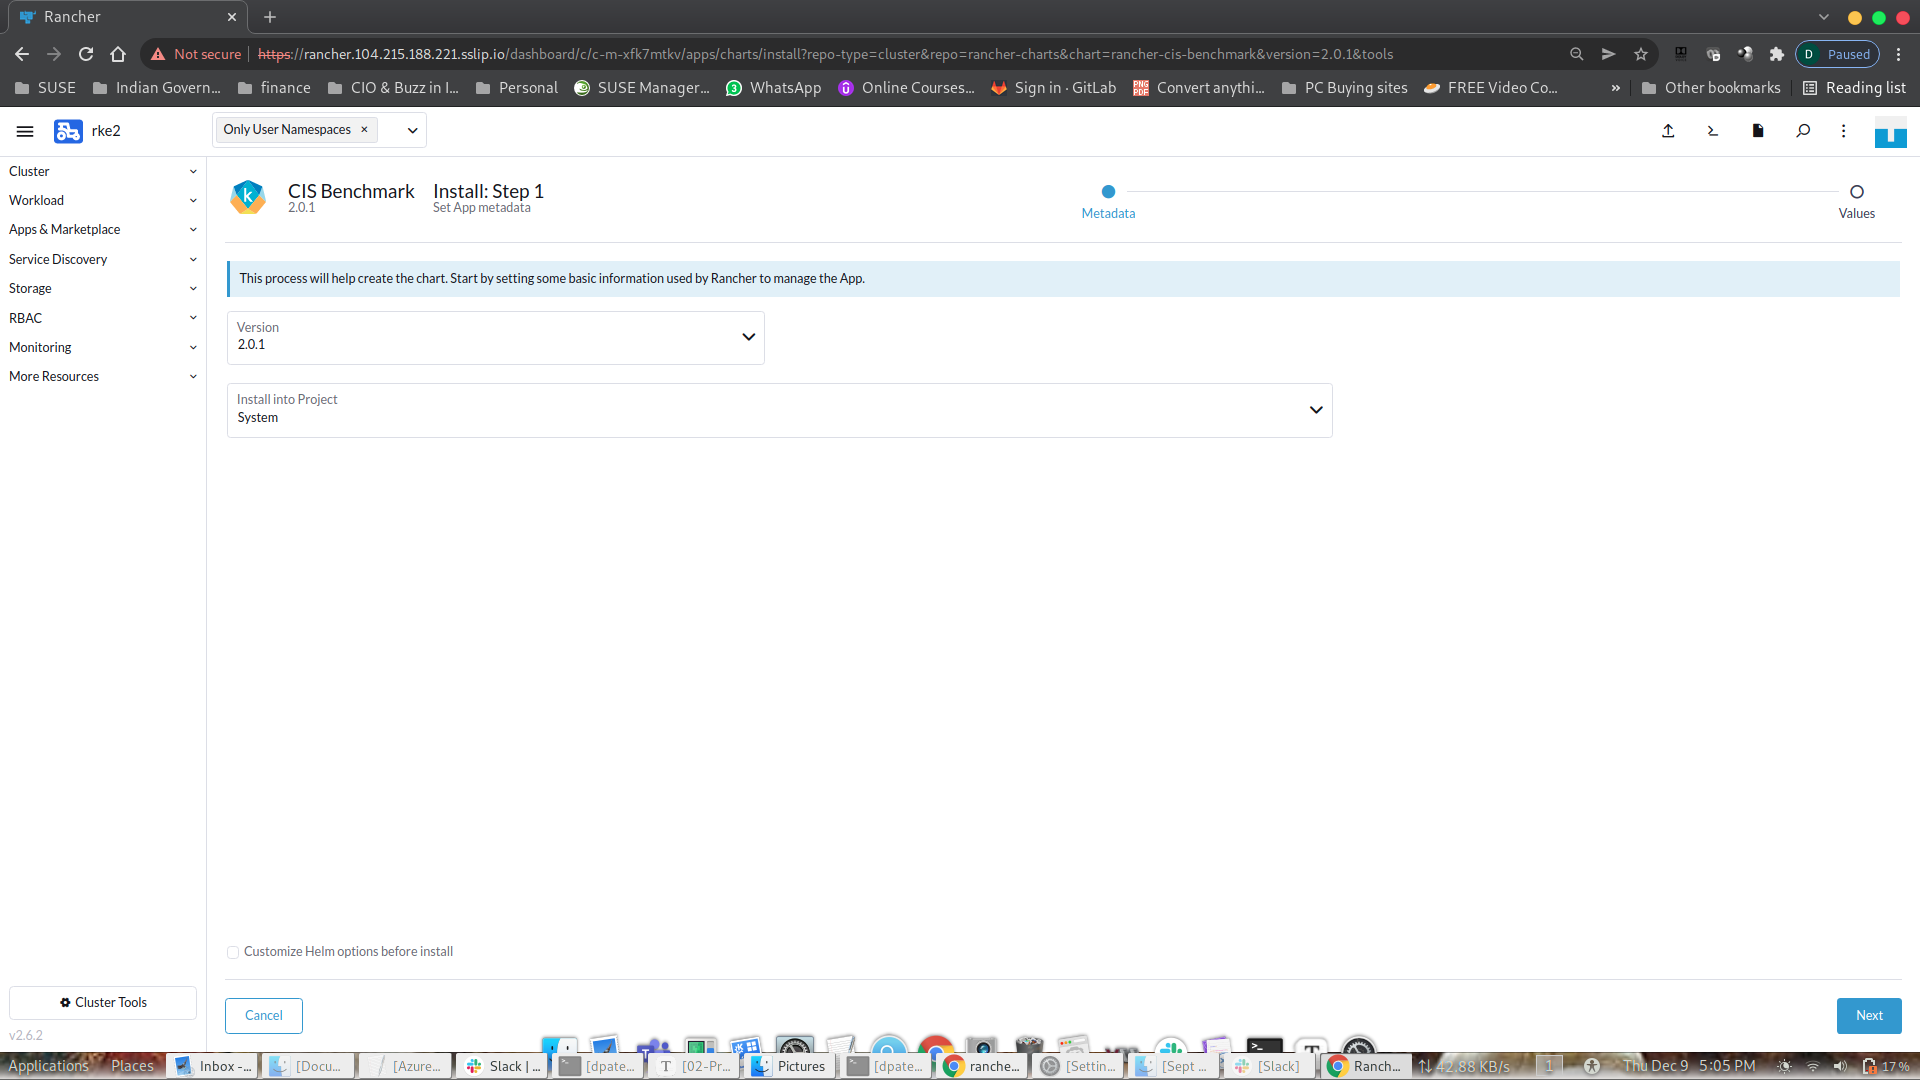 Rancher
Not secure
https://rancher.104.215.188.221.sslip.io/dashboard/c/c-m-xfk7mtkv/apps/charts/install?repo-type=cluster&repo=rancher-charts&chart=rancher-cis-benchmark&version=2.0.1&tools
D Paused
SUSE Indian Govern... finance CIO & Buzz in I... Personal SUSE Manager... WhatsApp Online Courses... Sign in · GitLab Convert anythi... PC Buying sites FREE Video Co... » Other bookmarks Reading list
rke2
Only User Namespaces ×
Cluster
Workload
Apps & Marketplace
Service Discovery
Storage
RBAC
Monitoring
More Resources
CIS Benchmark
2.0.1
Install: Step 1
Set App metadata
Metadata
Values
This process will help create the chart. Start by setting some basic information used by Rancher to manage the App.
Version
2.0.1
Install into Project
System
Customize Helm options before install
Cluster Tools
v2.6.2
Cancel
Next
Applications Places Inbox -... [Docu... [Azure... Slack | ... [dpate... [02-Pr... Pictures [dpate... ranche... [Settin... [Sept ... [Slack] Ranch... 42.88 KB/s 1 Thu Dec 9 5:05 PM 17%